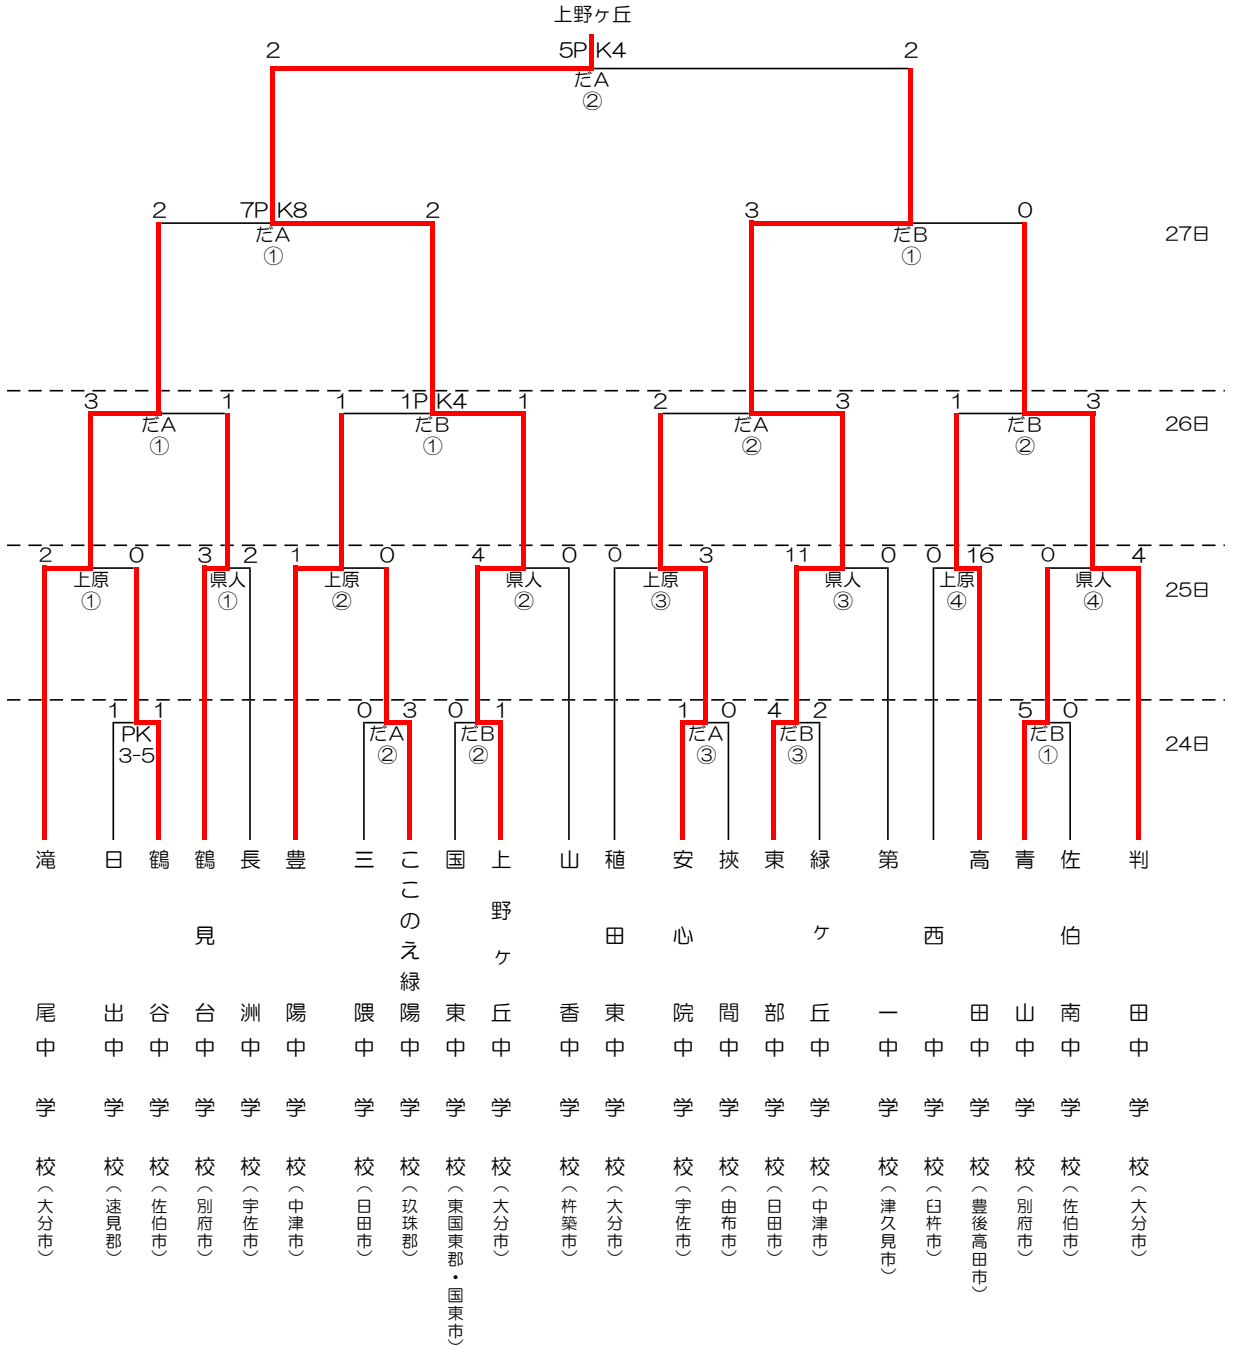 上野ヶ丘
2 5PK4 2
だA
②
2 7PK8 2 3 0
だA だB 27日
① ①
3 1 1 1PK4 1 2 3 1 3
だA だB だA だB 26日
① ① ② ②
2 0 3 2 1 0 4 0 0 3 11 0 0 16 0 4
上原 県人 上原 県人 上原 県人 上原 県人 25日
① ① ② ② ③ ③ ④ ④
1 1 0 3 0 1 1 0 4 2 5 0
PK だA だB だA だB だB 24日
3-5 ② ② ③ ③ ①
滝尾中学校（大分市）
日出中学校（速見郡）
鶴谷中学校（佐伯市）
鶴見台中学校（別府市）
長洲中学校（宇佐市）
豊陽中学校（中津市）
三隈中学校（日田市）
ここのえ緑陽中学校（玖珠郡）
国東中学校（東国東郡・国東市）
上野ヶ丘中学校（大分市）
山香中学校（杵築市）
稙田東中学校（大分市）
安心院中学校（宇佐市）
挾間中学校（由布市）
東部中学校（日田市）
緑ヶ丘中学校（中津市）
第一中学校（津久見市）
西中学校（臼杵市）
高田中学校（豊後高田市）
青山中学校（別府市）
佐伯南中学校（佐伯市）
判田中学校（大分市）